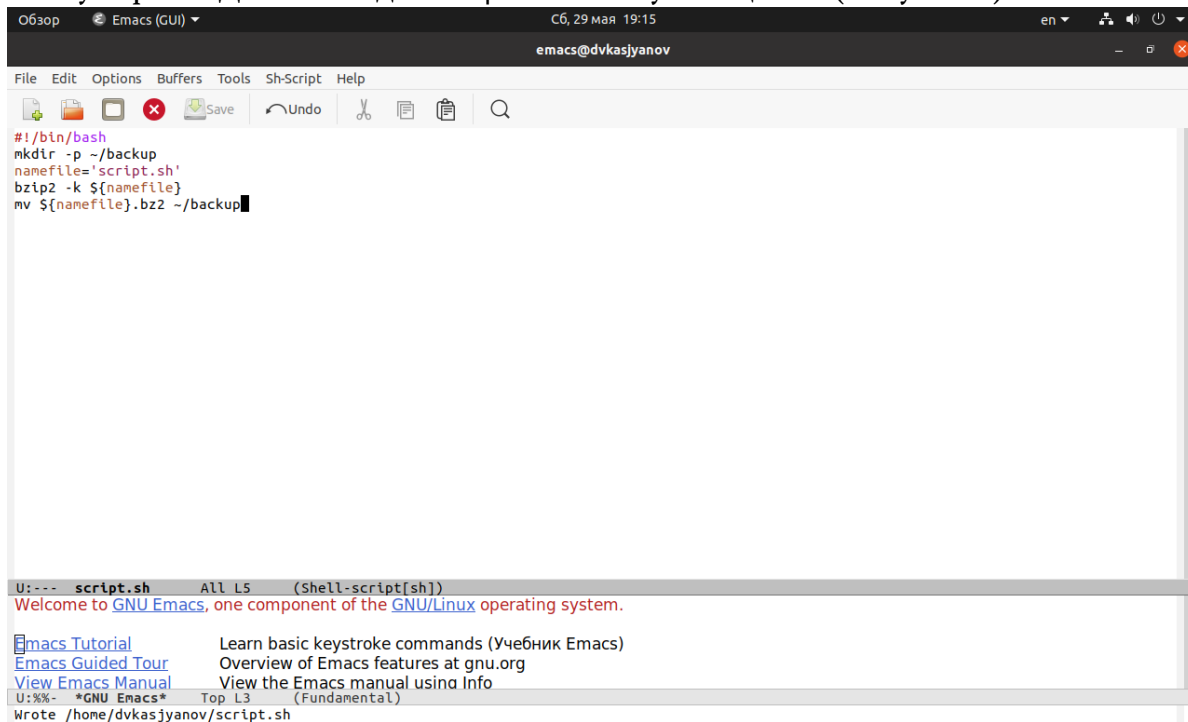 Обзор Emacs (GUI) Сб, 29 мая 19:15 en
emacs@dvkasjyanov
File Edit Options Buffers Tools Sh-Script Help
Save Undo
#!/bin/bash
mkdir -p ~/backup
namefile='script.sh'
bzip2 -k ${namefile}
mv ${namefile}.bz2 ~/backup
U:--- script.sh All L5 (Shell-script[sh])
Welcome to GNU Emacs, one component of the GNU/Linux operating system.
Emacs Tutorial Learn basic keystroke commands (Учебник Emacs)
Emacs Guided Tour Overview of Emacs features at gnu.org
View Emacs Manual View the Emacs manual using Info
U:%%- *GNU Emacs* Top L3 (Fundamental)
Wrote /home/dvkasjyanov/script.sh